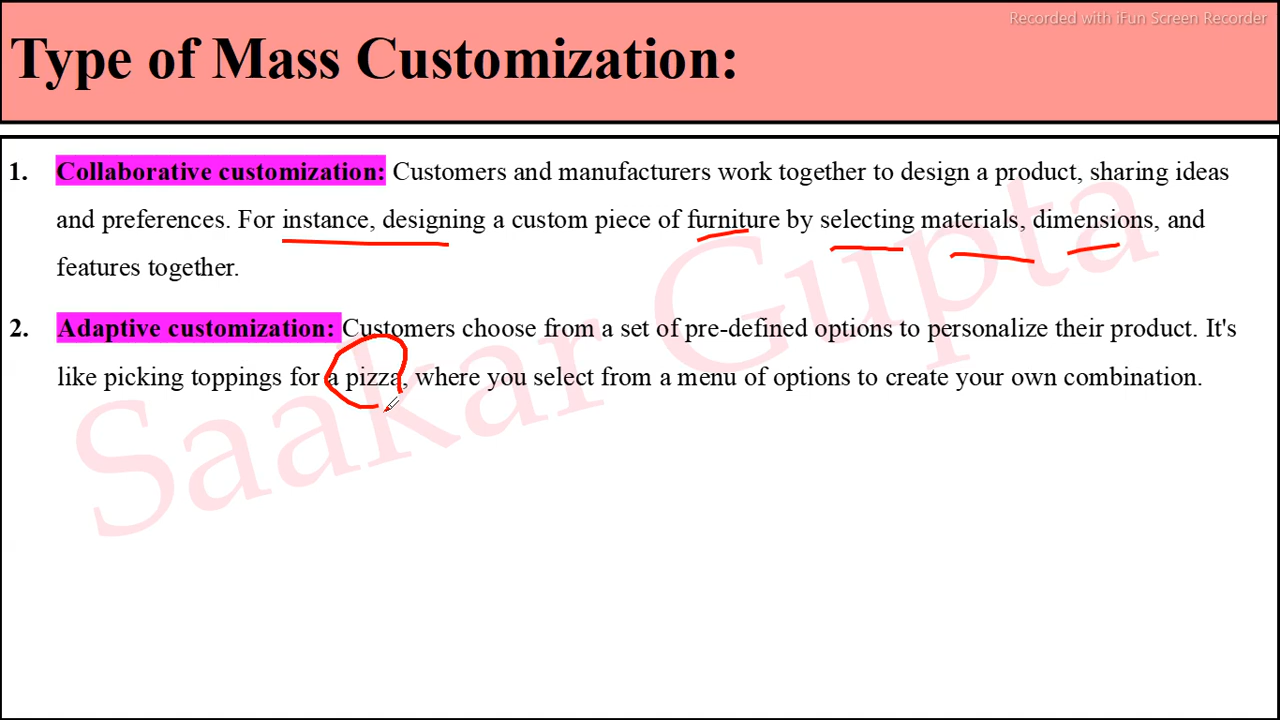 Recorded with iFun Screen Recorder
Type of Mass Customization:
1. Collaborative customization: Customers and manufacturers work together to design a product, sharing ideas
and preferences. For instance, designing a custom piece of furniture by selecting materials, dimensions, and
features together.
2. Adaptive customization: Customers choose from a set of pre-defined options to personalize their product. It's
like picking toppings for a pizza, where you select from a menu of options to create your own combination.
Saakar Gupta